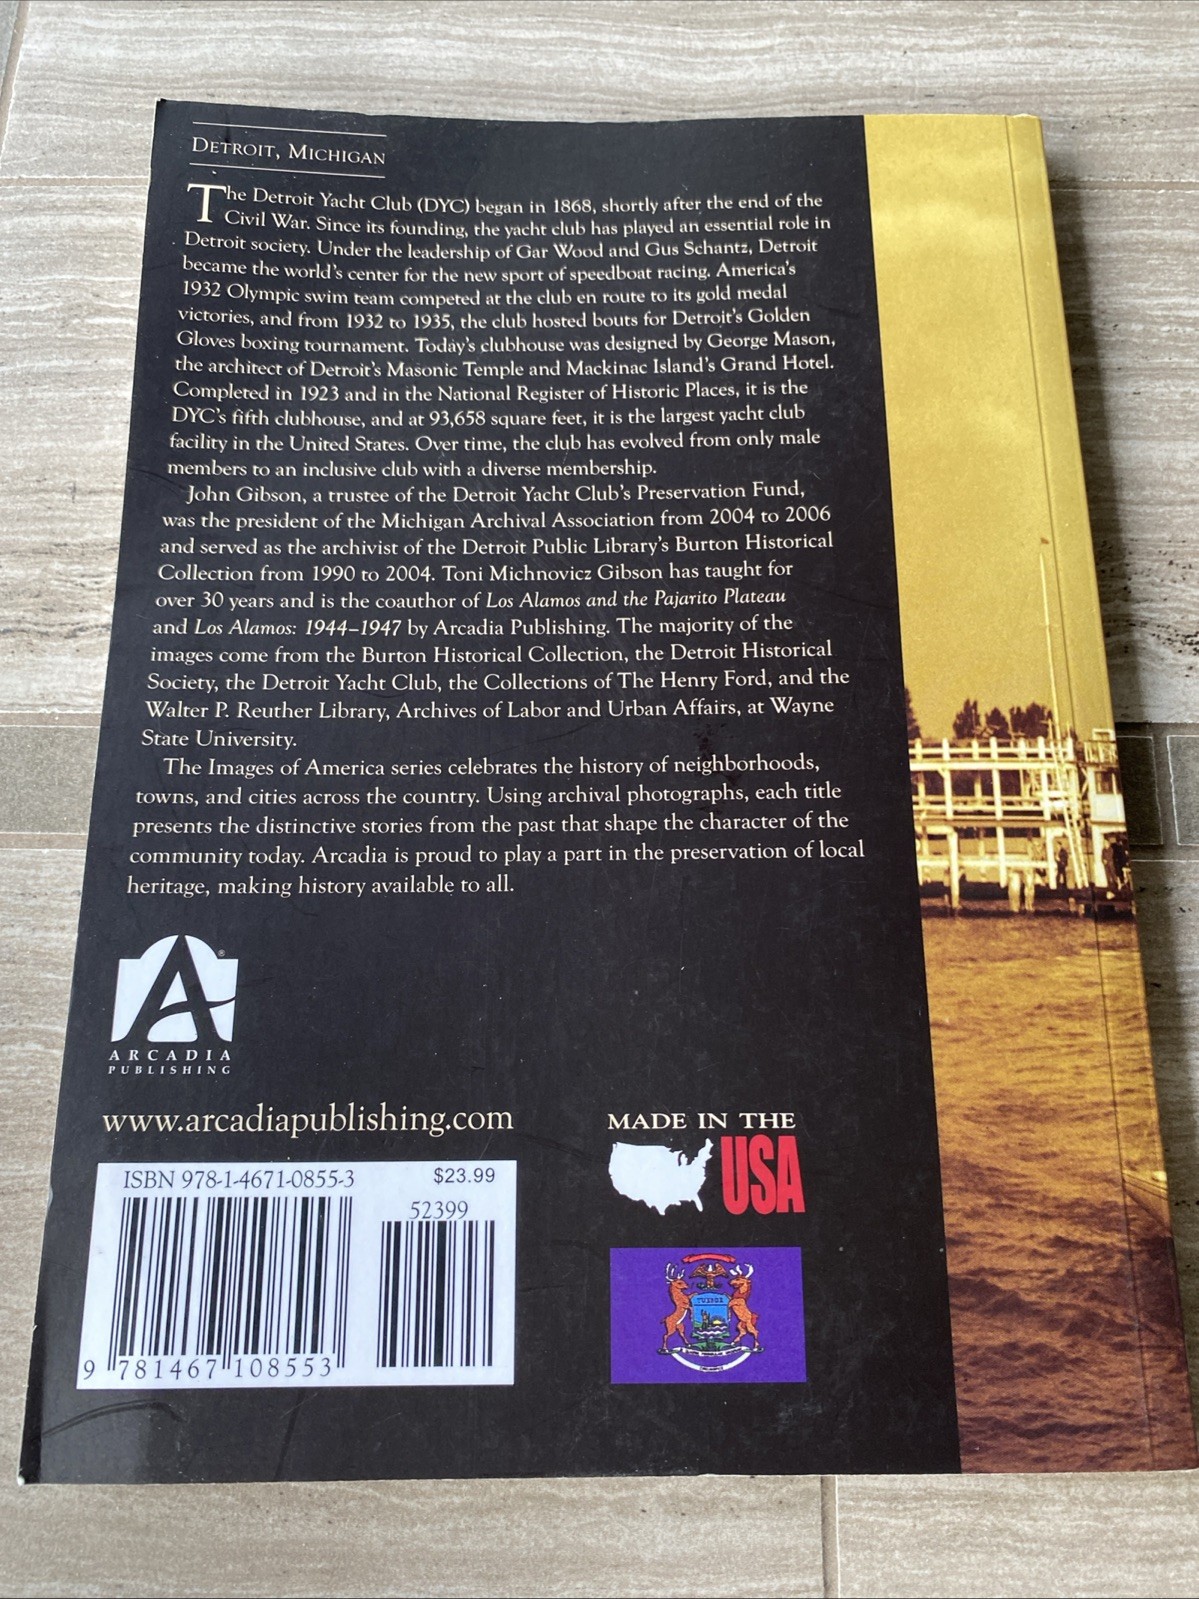 DETROIT, MICHIGAN
The Detroit Yacht Club (DYC) began in 1868, shortly after the end of the
Civil War. Since its founding, the yacht club has played an essential role in
Detroit society. Under the leadership of Gar Wood and Gus Schantz, Detroit
became the world's center for the new sport of speedboat racing. America's
1932 Olympic swim team competed at the club en route to its gold medal
victories, and from 1932 to 1935, the club hosted bouts for Detroit's Golden
Gloves boxing tournament. Today's clubhouse was designed by George Mason,
the architect of Detroit's Masonic Temple and Mackinac Island's Grand Hotel.
Completed in 1923 and in the National Register of Historic Places, it is the
DYC's fifth clubhouse, and at 93,658 square feet, it is the largest yacht club
facility in the United States. Over time, the club has evolved from only male
members to an inclusive club with a diverse membership.
John Gibson, a trustee of the Detroit Yacht Club's Preservation Fund,
was the president of the Michigan Archival Association from 2004 to 2006
and served as the archivist of the Detroit Public Library's Burton Historical
Collection from 1990 to 2004. Toni Michnovicz Gibson has taught for
over 30 years and is the coauthor of Los Alamos and the Pajarito Plateau
and Los Alamos: 1944–1947 by Arcadia Publishing. The majority of the
images come from the Burton Historical Collection, the Detroit Historical
Society, the Detroit Yacht Club, the Collections of The Henry Ford, and the
Walter P. Reuther Library, Archives of Labor and Urban Affairs, at Wayne
State University.
The Images of America series celebrates the history of neighborhoods,
towns, and cities across the country. Using archival photographs, each title
presents the distinctive stories from the past that shape the character of the
community today. Arcadia is proud to play a part in the preservation of local
heritage, making history available to all.
A®
ARCADIA
PUBLISHING
www.arcadiapublishing.com
MADE IN THE
USA
ISBN 978-1-4671-0855-3 $23.99
52399
9 781467 108553
TUEBOR